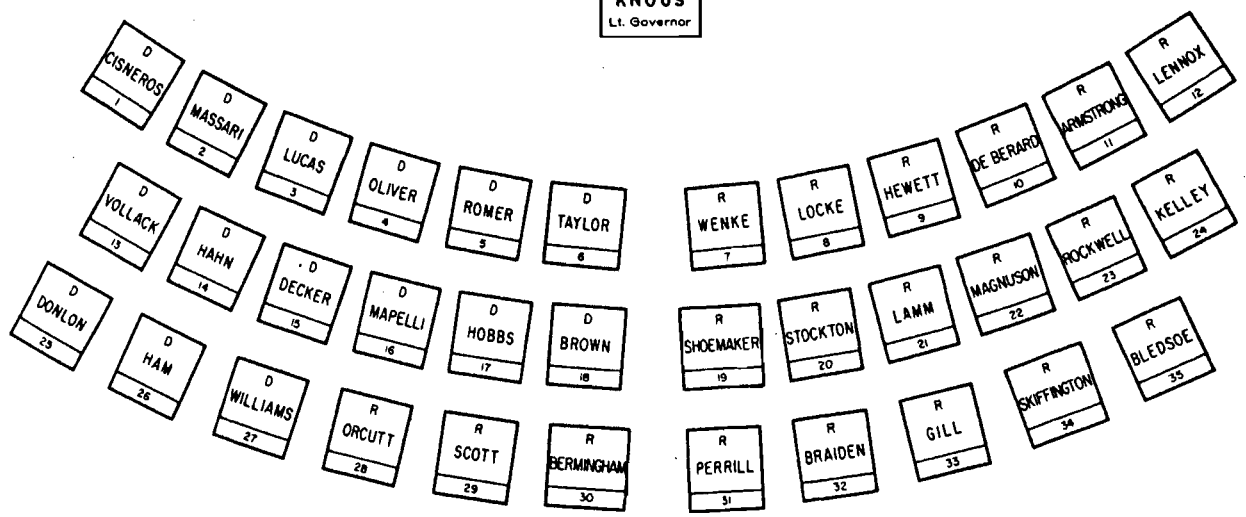 KNOUS
Lt. Governor
D
CISNEROS
1
D
MASSARI
2
D
LUCAS
3
D
OLIVER
4
D
ROMER
5
D
TAYLOR
6
R
WENKE
7
R
LOCKE
8
R
HEWETT
9
R
DE BERARD
10
R
ARMSTRONG
11
R
LENNOX
12
D
VOLLACK
13
D
HAHN
14
D
DECKER
15
D
MAPELLI
16
D
HOBBS
17
D
BROWN
18
R
SHOEMAKER
19
R
STOCKTON
20
R
LAMM
21
R
MAGNUSON
22
R
ROCKWELL
23
R
KELLEY
24
D
DONLON
25
D
HAM
26
D
WILLIAMS
27
R
ORCUTT
28
R
SCOTT
29
R
BERMINGHAM
30
R
PERRILL
31
R
BRAIDEN
32
R
GILL
33
R
SKIFFINGTON
34
R
BLEDSOE
35